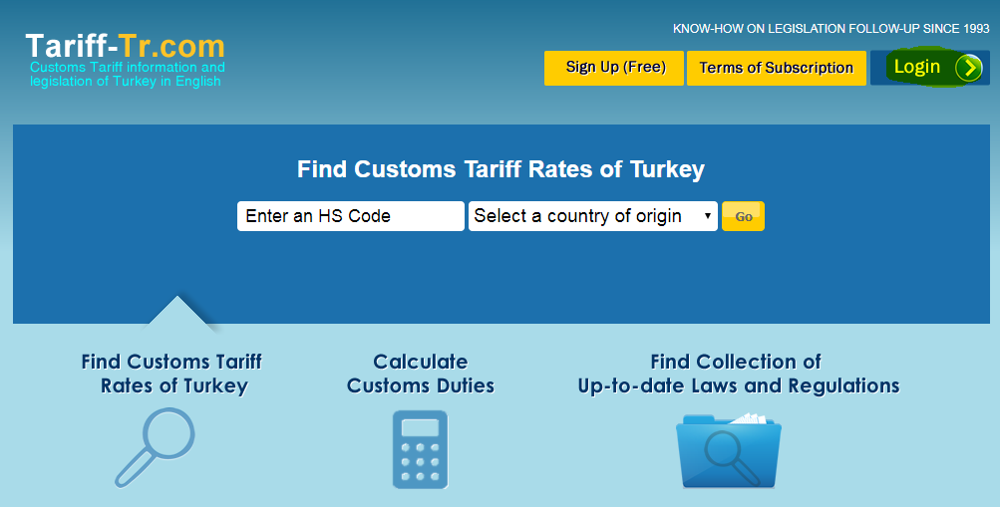 KNOW-HOW ON LEGISLATION FOLLOW-UP SINCE 1993
Tariff-Tr.com
Customs Tariff information and
legislation of Turkey in English
Sign Up (Free)
Terms of Subscription
Login
Find Customs Tariff Rates of Turkey
Enter an HS Code
Select a country of origin
Go
Find Customs Tariff
Rates of Turkey
Calculate
Customs Duties
Find Collection of
Up-to-date Laws and Regulations